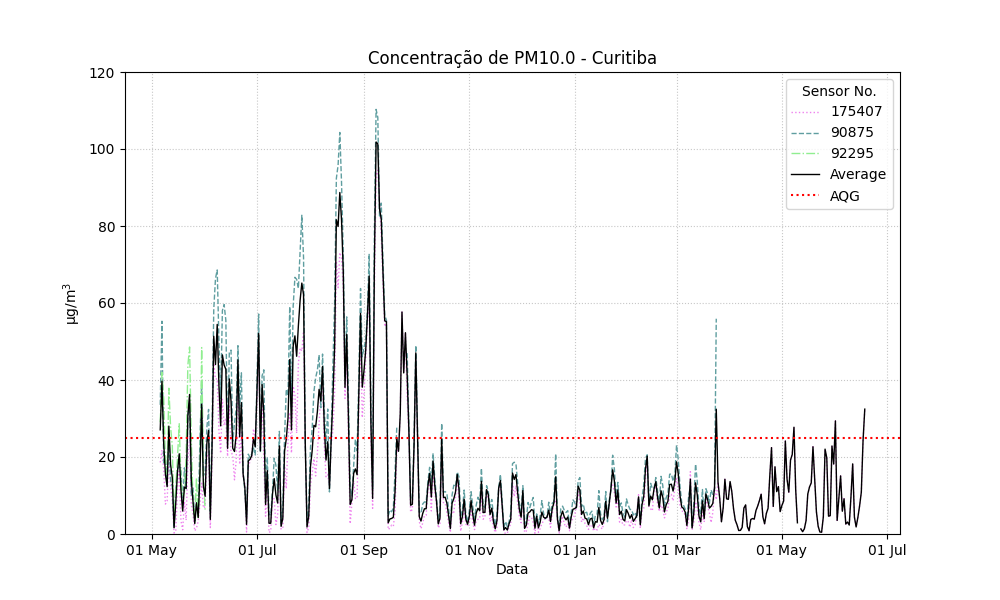 Concentração de PM10.0 - Curitiba
120
100
80
60
40
20
0
µg/m³
01 May
01 Jul
01 Sep
01 Nov
01 Jan
01 Mar
01 May
01 Jul
Data
Sensor No.
175407
90875
92295
Average
AQG